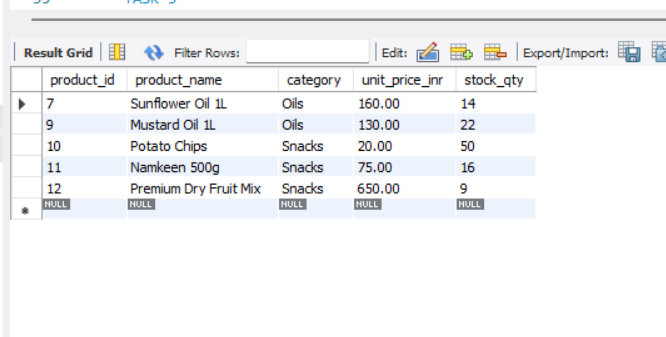 Result Grid Filter Rows: Edit: Export/Import:
product_id product_name category unit_price_inr stock_qty
7 Sunflower Oil 1L Oils 160.00 14
9 Mustard Oil 1L Oils 130.00 22
10 Potato Chips Snacks 20.00 50
11 Namkeen 500g Snacks 75.00 16
12 Premium Dry Fruit Mix Snacks 650.00 9
NULL NULL NULL NULL NULL